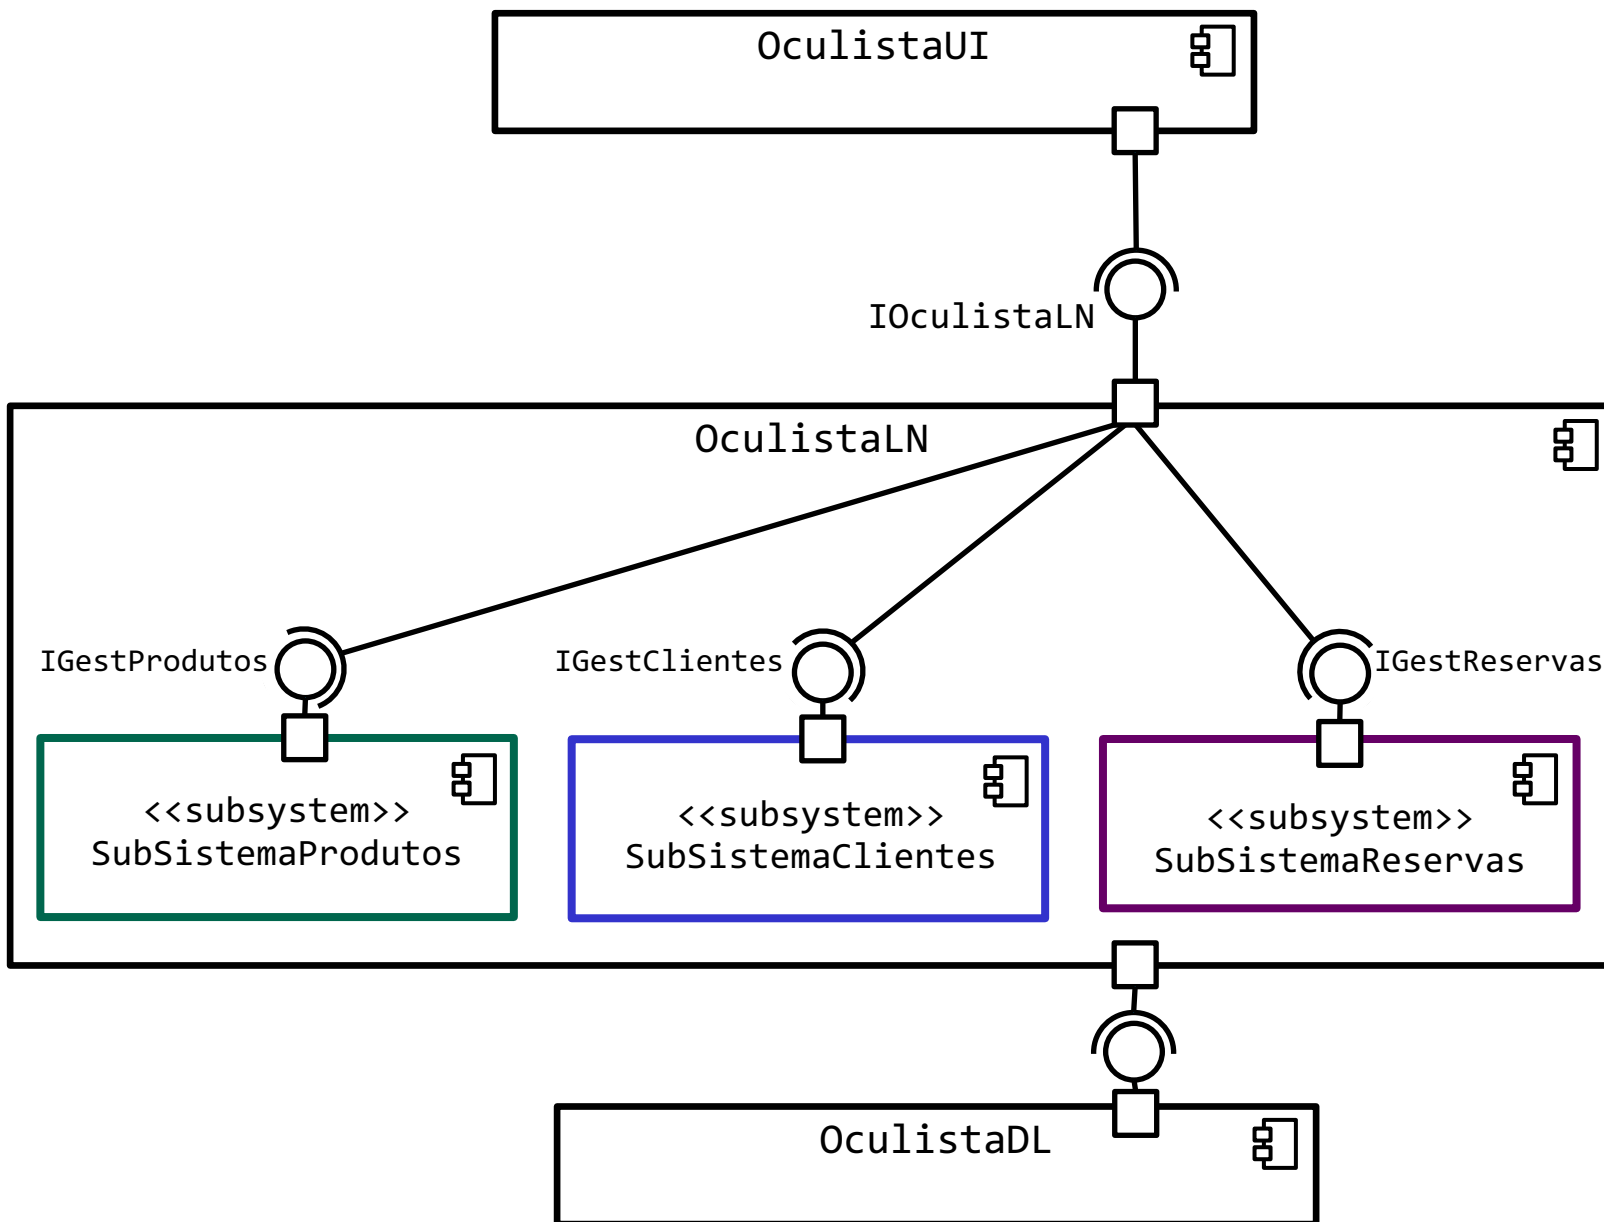 OculistaUI
IOculistaLN
OculistaLN
IGestProdutos
IGestClientes
IGestReservas
<<subsystem>>
SubSistemaProdutos
<<subsystem>>
SubSistemaClientes
<<subsystem>>
SubSistemaReservas
OculistaDL